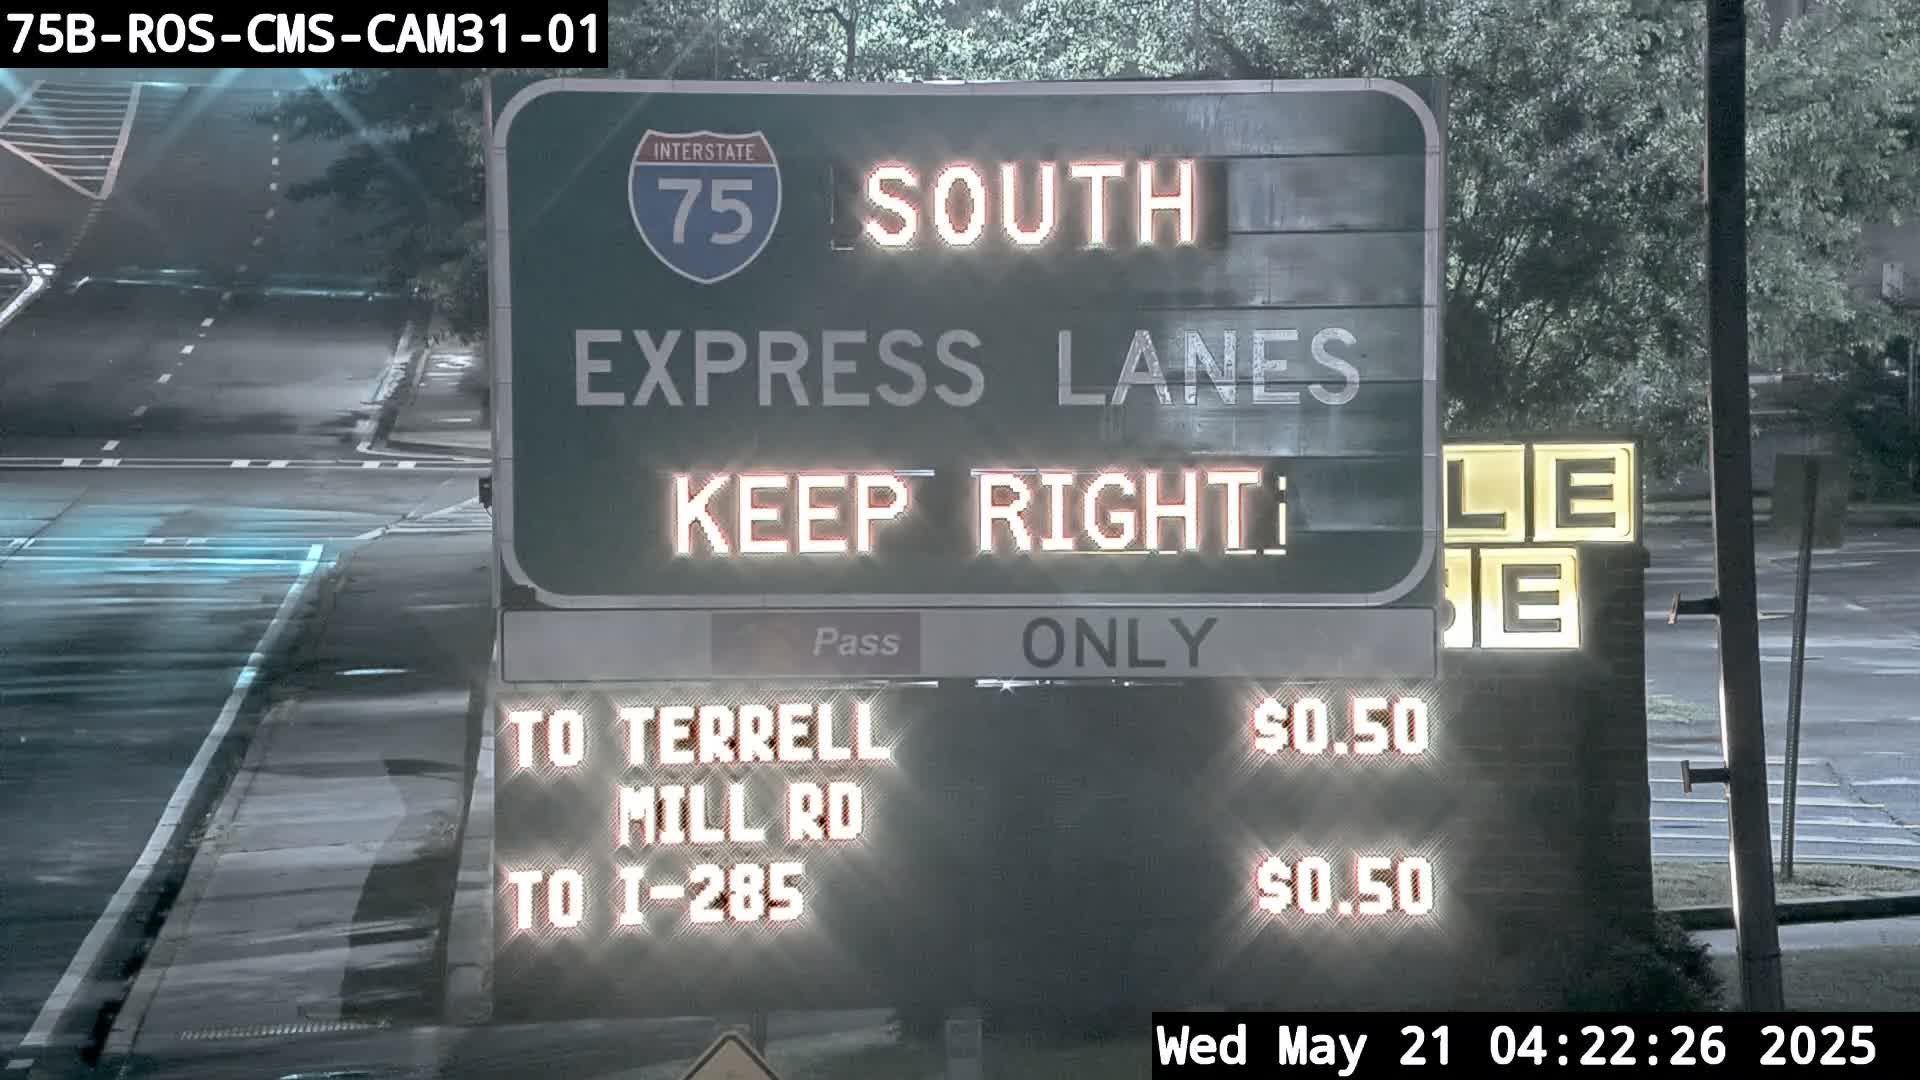 75B-ROS-CMS-CAM31-01
INTERSTATE
75
SOUTH
EXPRESS LANES
KEEP RIGHT
LE
E
Pass ONLY
TO TERRELL $0.50
MILL RD
TO I-285 $0.50
Wed May 21 04:22:26 2025